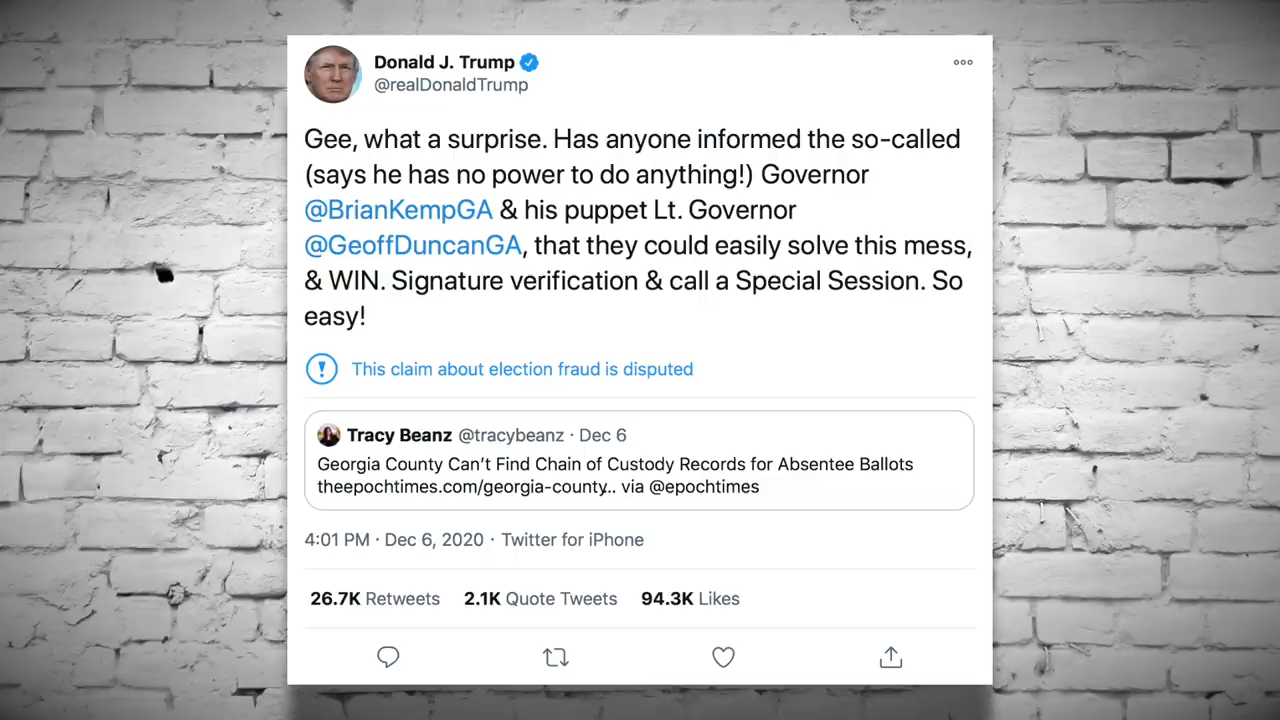 Donald J. Trump
@realDonaldTrump
Gee, what a surprise. Has anyone informed the so-called
(says he has no power to do anything!) Governor
@BrianKempGA & his puppet Lt. Governor
@GeoffDuncanGA, that they could easily solve this mess,
& WIN. Signature verification & call a Special Session. So
easy!
This claim about election fraud is disputed
Tracy Beanz @tracybeanz · Dec 6
Georgia County Can't Find Chain of Custody Records for Absentee Ballots
theepochtimes.com/georgia-county... via @epochtimes
4:01 PM · Dec 6, 2020 · Twitter for iPhone
26.7K Retweets 2.1K Quote Tweets 94.3K Likes